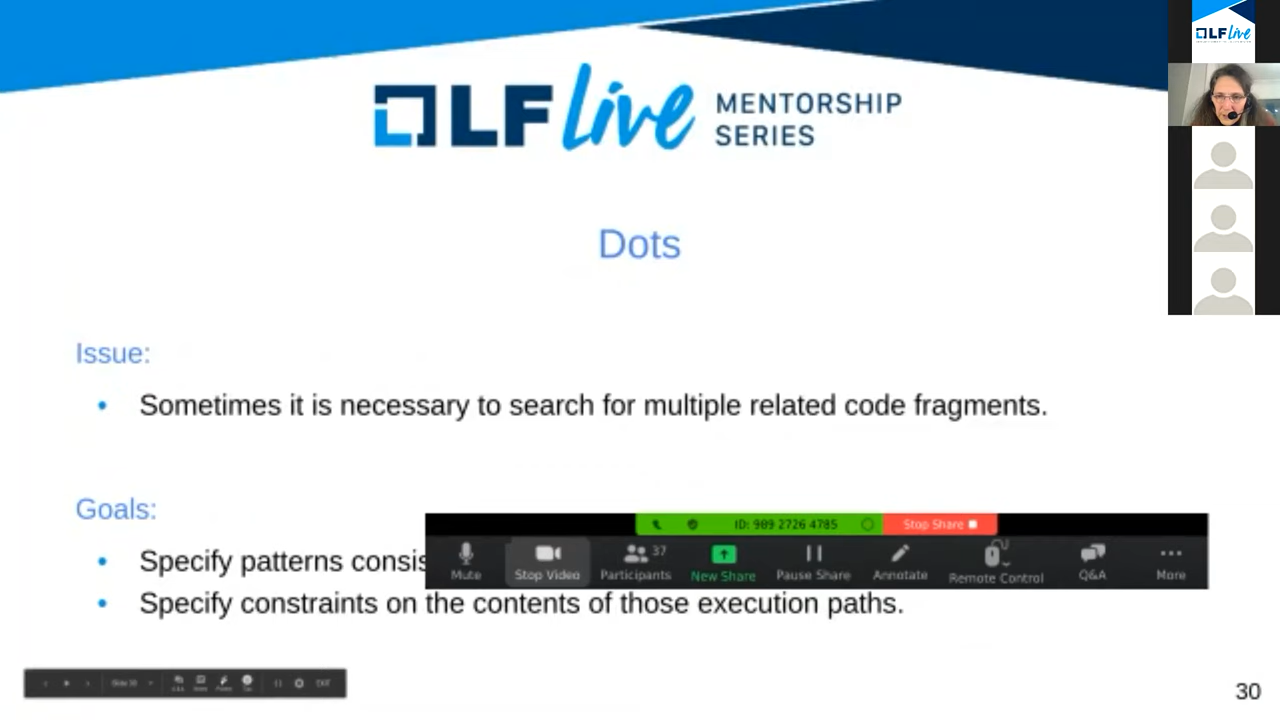 LF Live MENTORSHIP SERIES
LF Live
Dots
Issue:
• Sometimes it is necessary to search for multiple related code fragments.
Goals:
• Specify patterns consis
ID: 989 2726 4785 Stop Share
Mute Stop Video Participants 37 New Share Pause Share Annotate Remote Control Q&A More
• Specify constraints on the contents of those execution paths.
Slide 30
30